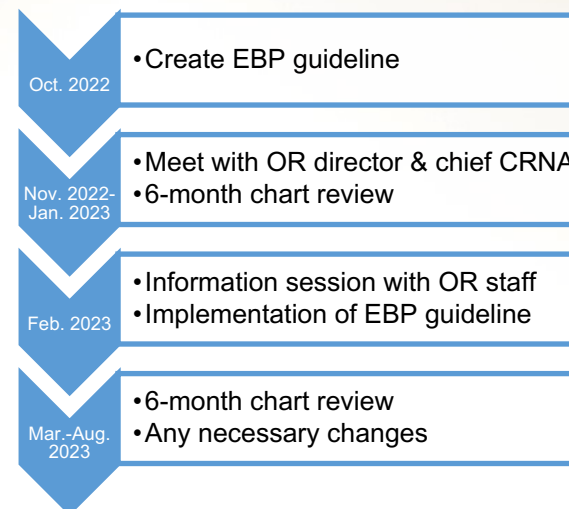 Oct. 2022
•Create EBP guideline
Nov. 2022-
Jan. 2023
•Meet with OR director & chief CRNA
•6-month chart review
Feb. 2023
•Information session with OR staff
•Implementation of EBP guideline
Mar.-Aug.
2023
•6-month chart review
•Any necessary changes